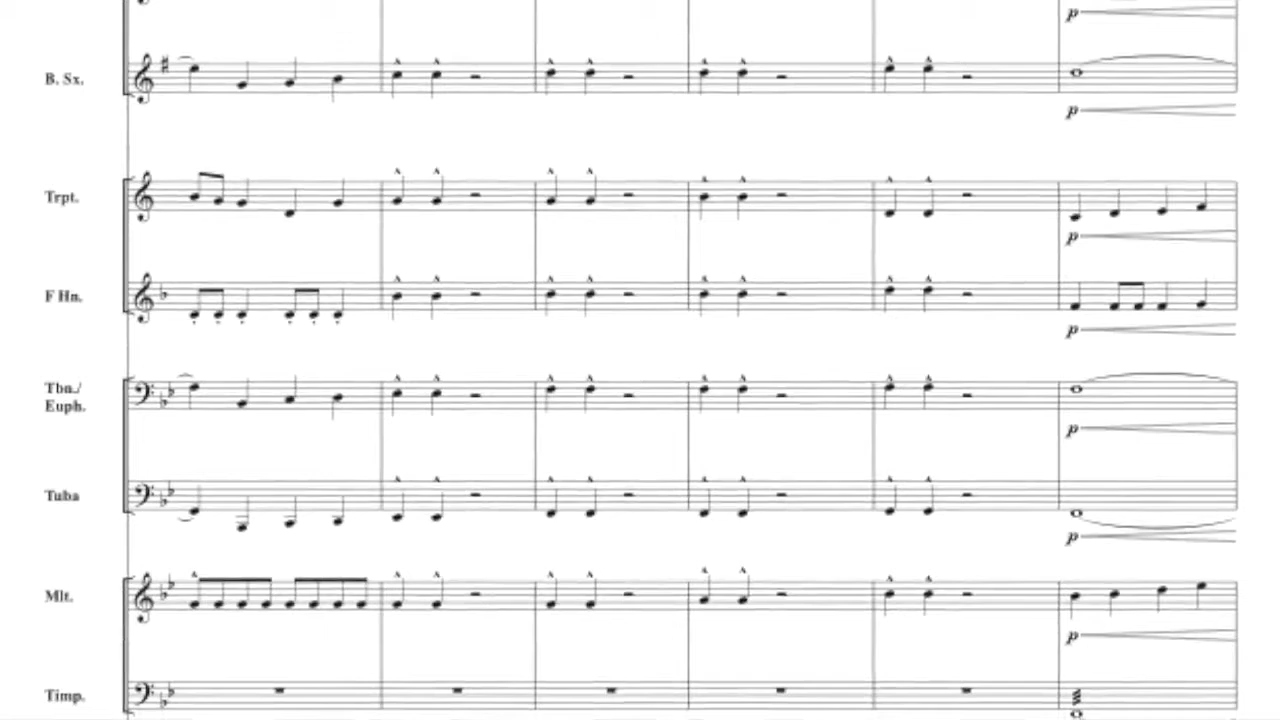 p
B. Sx.
p
Trpt.
p
F Hn.
p
Tbn./
Euph.
p
Tuba
p
Mlt.
p
Timp.